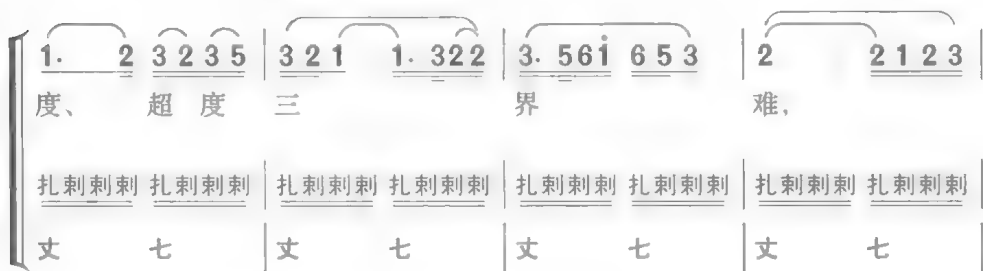 1. 2 3 2 3 5 | 3 2 1 1. 3 2 2 | 3. 5 6 i 6 5 3 | 2 2 1 2 3
度、 超 度 三 界 难，
扎刺刺刺 扎刺刺刺 | 扎刺刺刺 扎刺刺刺 | 扎刺刺刺 扎刺刺刺 | 扎刺刺刺 扎刺刺刺
丈 七 | 丈 七 | 丈 七 | 丈 七